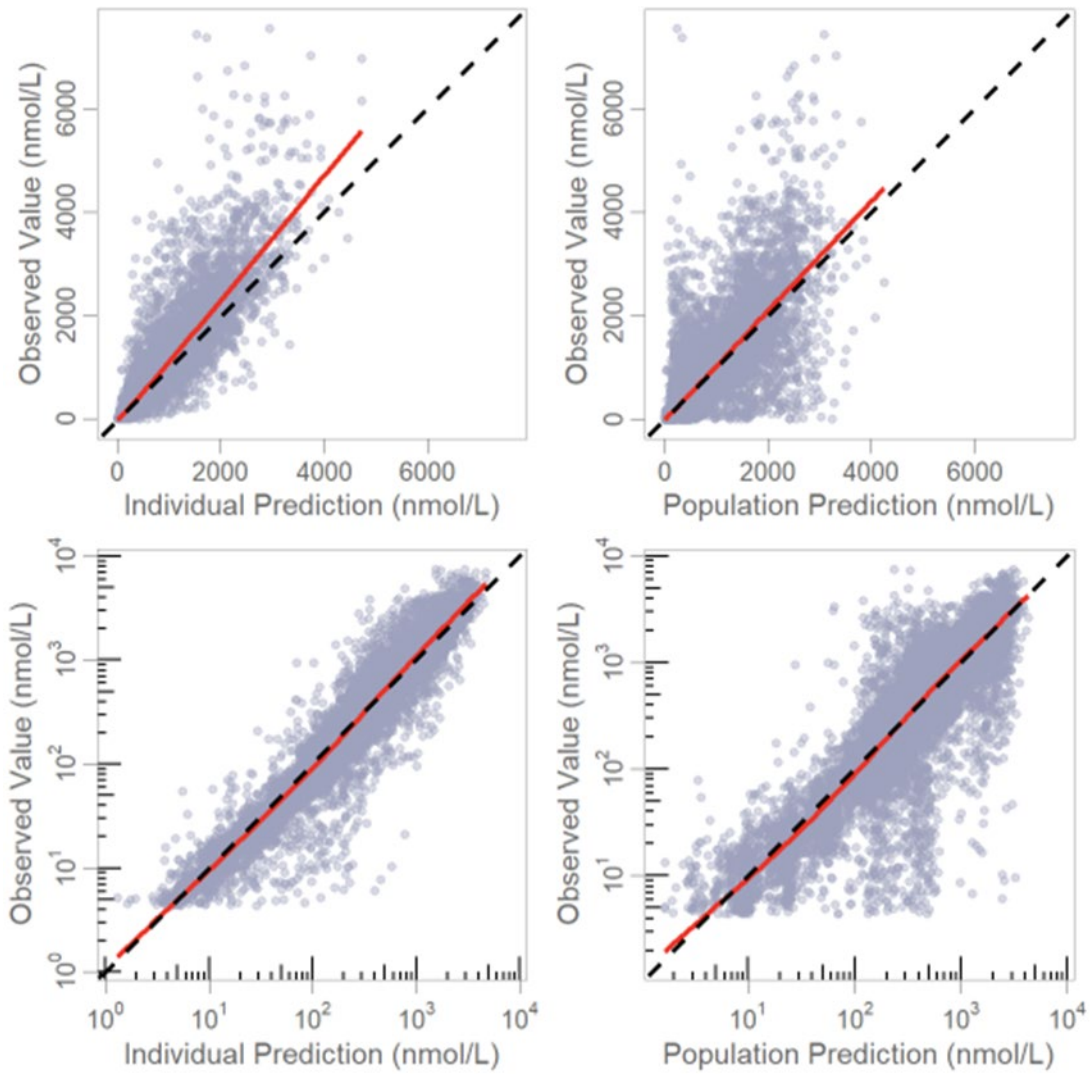 Observed Value (nmol/L)
6000
4000
2000
0
0 2000 4000 6000
Individual Prediction (nmol/L)
Observed Value (nmol/L)
6000
4000
2000
0
0 2000 4000 6000
Population Prediction (nmol/L)
Observed Value (nmol/L)
10⁴
10³
10²
10¹
10⁰
10⁰ 10¹ 10² 10³ 10⁴
Individual Prediction (nmol/L)
Observed Value (nmol/L)
10⁴
10³
10²
10¹
10¹ 10² 10³ 10⁴
Population Prediction (nmol/L)